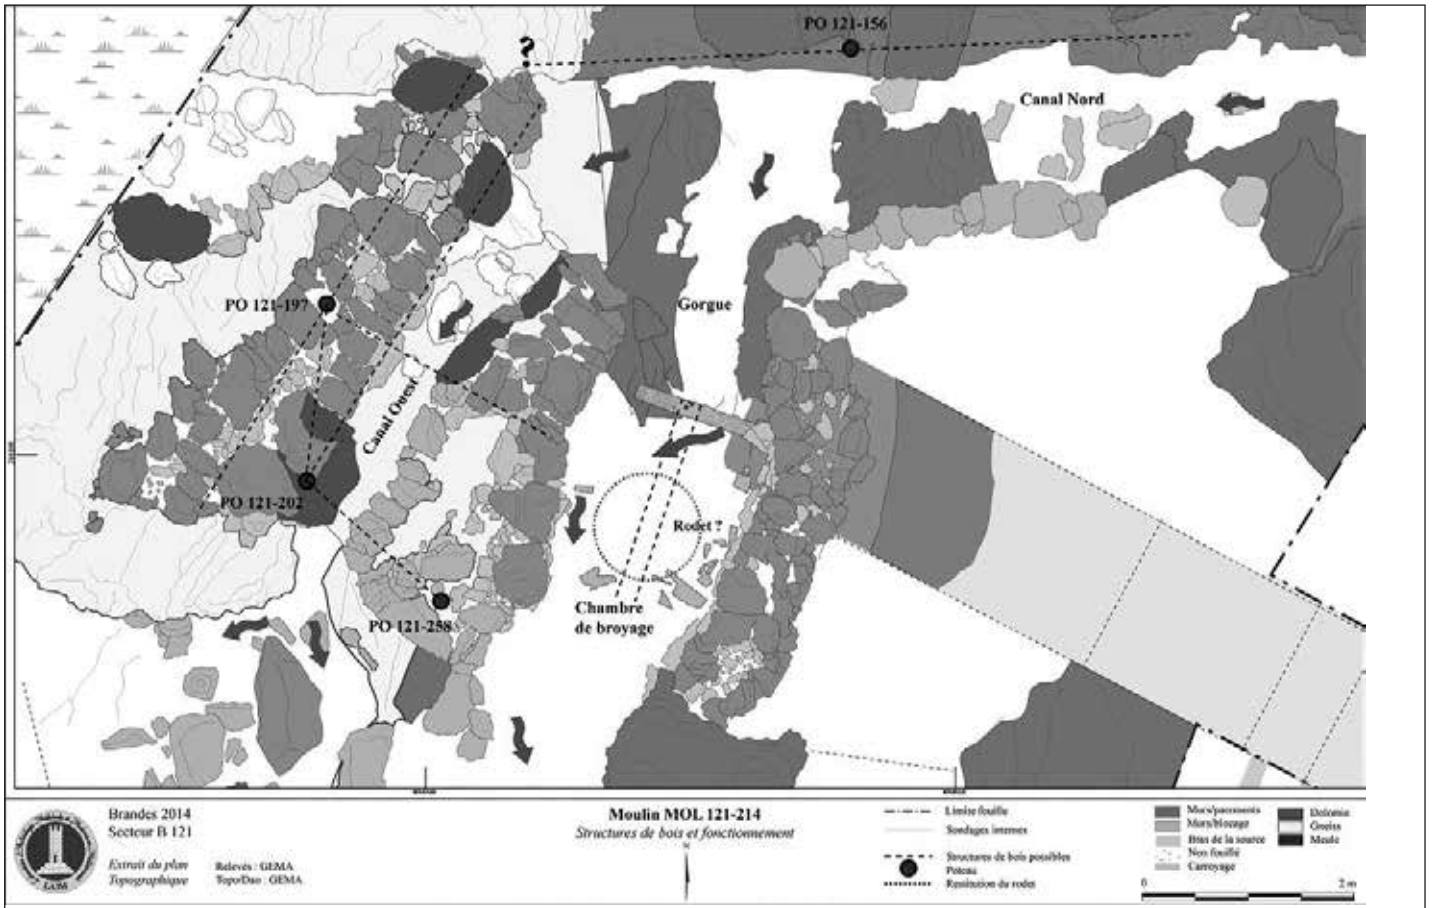 PO 121-156
?
Canal Nord
PO 121-197
Gorgue
Canal Ouest
PO 121-202
Rodet ?
Chambre
de broyage
PO 121-258
Brandes 2014
Secteur B 121
Extrait du plan
Topographique
Relevés : GEMA
Topo/Dao : GEMA
Moulin MOL 121-214
Structures de bois et fonctionnement
N
Limite fouille
Sondages internes
Structures de bois possibles
Poteau
Restitution du rodet
Murs/parements
Murs/blocage
Bras de la source
Non fouillé
Carroyage
Dolomie
Gneiss
Meule
0
2 m